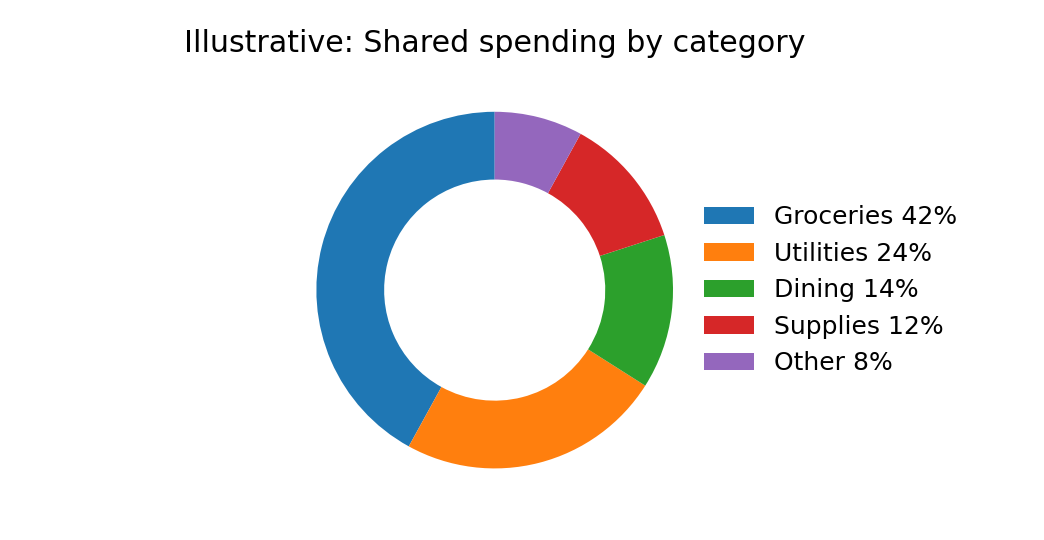 Illustrative: Shared spending by category
Groceries 42%
Utilities 24%
Dining 14%
Supplies 12%
Other 8%